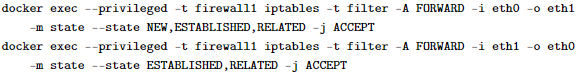 docker exec --privileged -t firewall1 iptables -t filter -A FORWARD -i eth0 -o eth1
-m state --state NEW,ESTABLISHED,RELATED -j ACCEPT
docker exec --privileged -t firewall1 iptables -t filter -A FORWARD -i eth1 -o eth0
-m state --state ESTABLISHED,RELATED -j ACCEPT